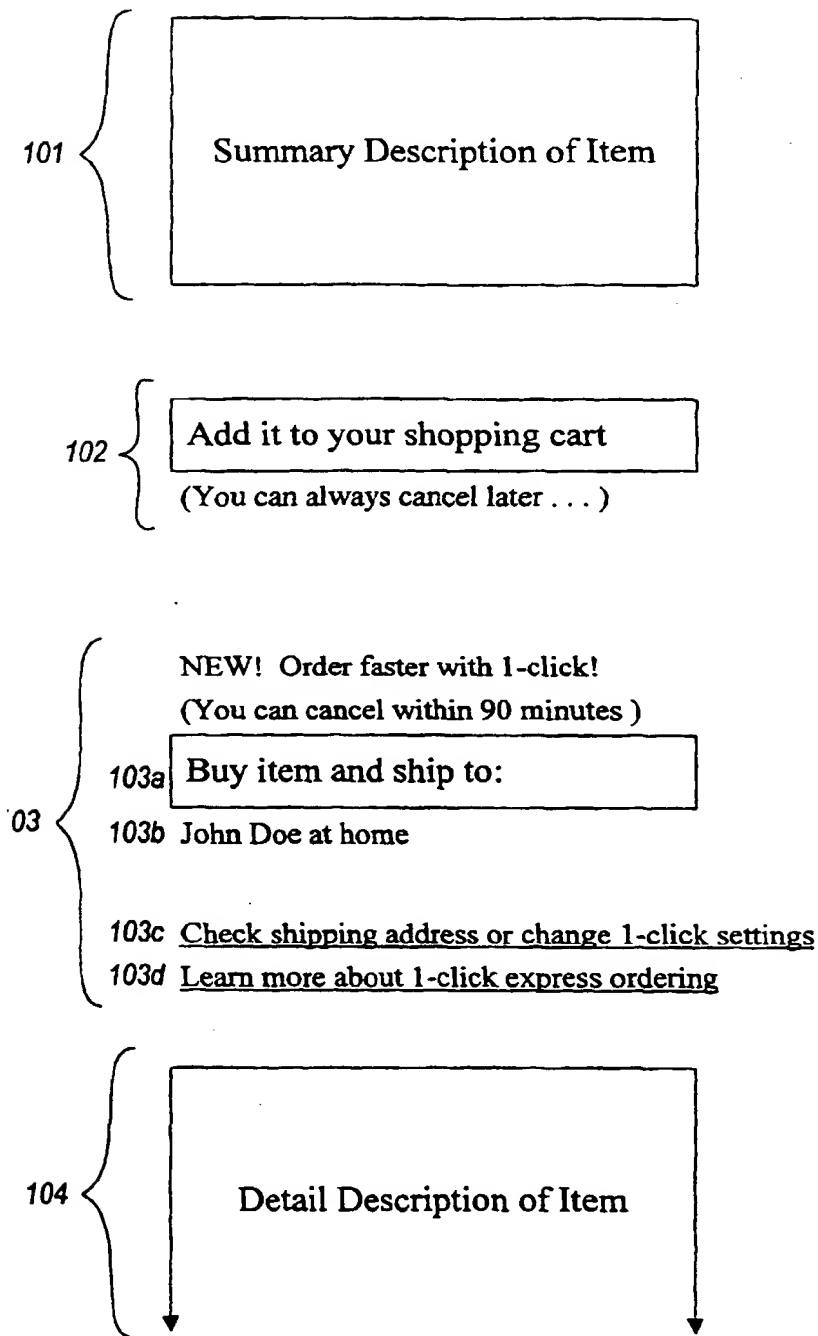 101 Summary Description of Item
102 Add it to your shopping cart
(You can always cancel later . . . )
NEW! Order faster with 1-click!
(You can cancel within 90 minutes )
103a Buy item and ship to:
03 103b John Doe at home
103c Check shipping address or change 1-click settings
103d Learn more about 1-click express ordering
104 Detail Description of Item